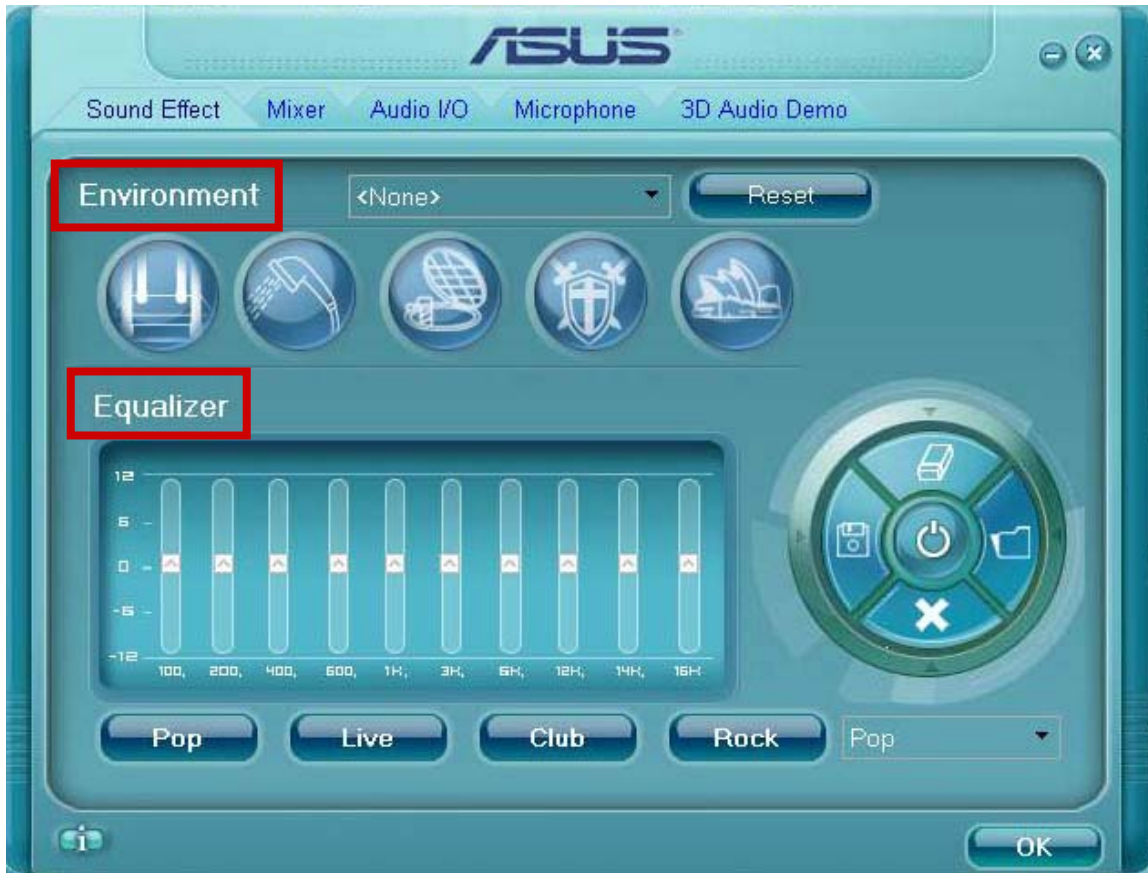 ASUS
Sound Effect Mixer Audio I/O Microphone 3D Audio Demo
Environment <None> Reset
Equalizer
12
6
0
-6
-12
100, 200, 400, 600, 1K, 3K, 6K, 12K, 14K, 16K
Pop Live Club Rock Pop
i OK